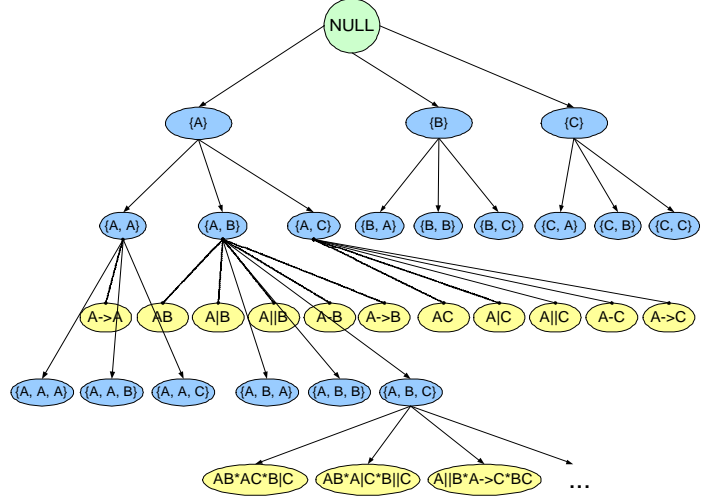 NULL
{A} {B} {C}
{A, A} {A, B} {A, C} {B, A} {B, B} {B, C} {C, A} {C, B} {C, C}
A->A AB A|B A||B A-B A->B AC A|C A||C A-C A->C
{A, A, A} {A, A, B} {A, A, C} {A, B, A} {A, B, B} {A, B, C}
AB*AC*B|C AB*A|C*B||C A||B*A->C*BC ...